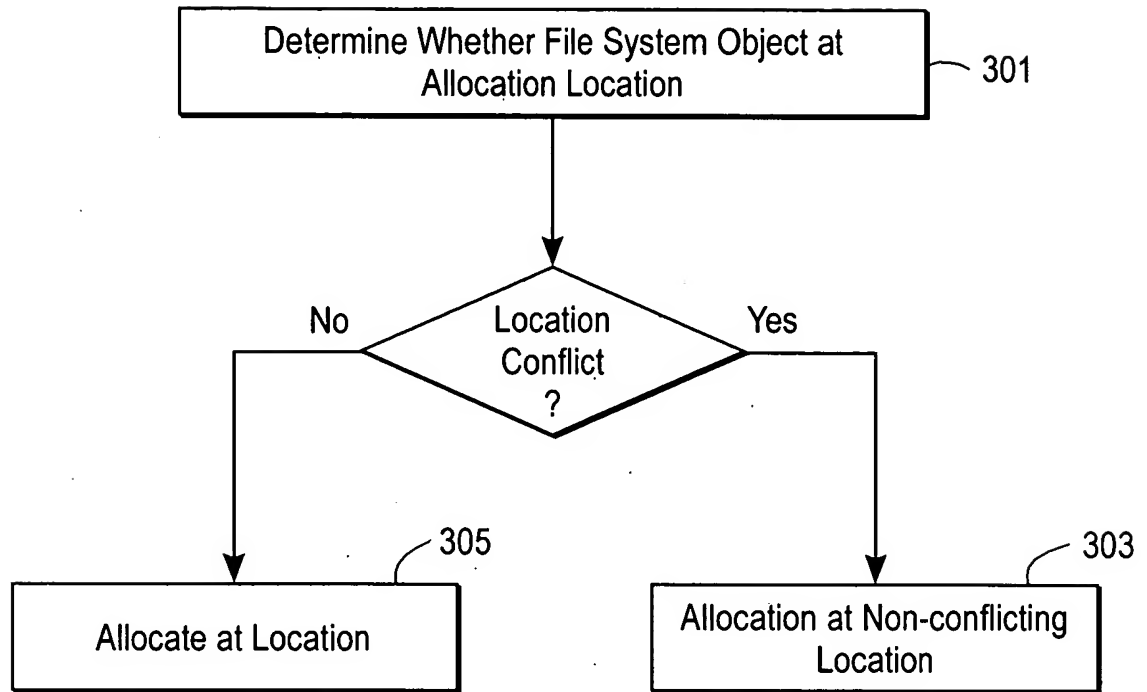 Determine Whether File System Object at
Allocation Location
301
No
Location
Conflict
?
Yes
305
303
Allocate at Location
Allocation at Non-conflicting
Location